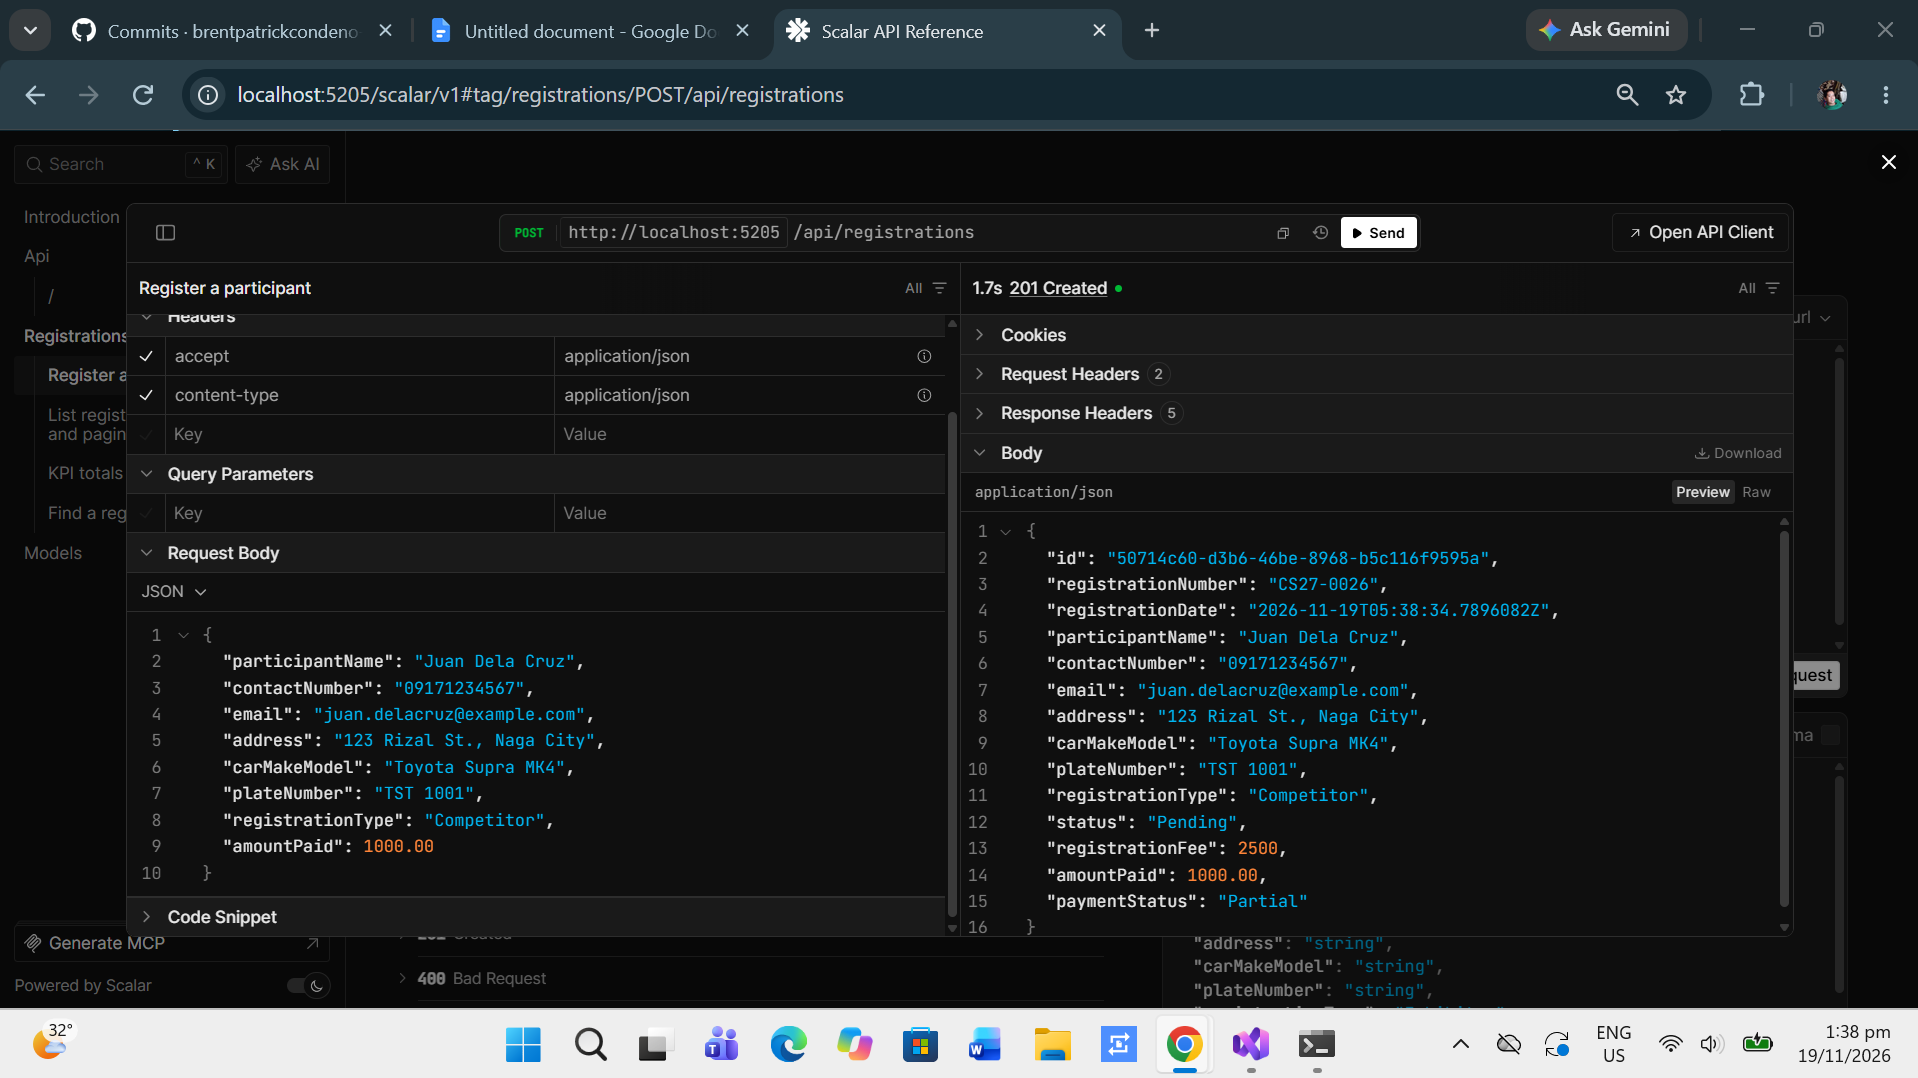 Commits · brentpatrickcondeno
Untitled document - Google Do
Scalar API Reference
Ask Gemini
localhost:5205/scalar/v1#tag/registrations/POST/api/registrations
Search
^ K
Ask AI
Introduction
Api
/
Registrations
Register a
List regist
and pagin
KPI totals
Find a reg
Models
Generate MCP
Powered by Scalar
POST
http://localhost:5205
/api/registrations
Send
Open API Client
Register a participant
All
Headers
accept
application/json
content-type
application/json
Key
Value
Query Parameters
Key
Value
Request Body
JSON
1 {
2 "participantName": "Juan Dela Cruz",
3 "contactNumber": "09171234567",
4 "email": "juan.delacruz@example.com",
5 "address": "123 Rizal St., Naga City",
6 "carMakeModel": "Toyota Supra MK4",
7 "plateNumber": "TST 1001",
8 "registrationType": "Competitor",
9 "amountPaid": 1000.00
10 }
Code Snippet
1.7s 201 Created
All
Cookies
Request Headers 2
Response Headers 5
Body
Download
application/json
Preview
Raw
1 {
2 "id": "50714c60-d3b6-46be-8968-b5c116f9595a",
3 "registrationNumber": "CS27-0026",
4 "registrationDate": "2026-11-19T05:38:34.7896082Z",
5 "participantName": "Juan Dela Cruz",
6 "contactNumber": "09171234567",
7 "email": "juan.delacruz@example.com",
8 "address": "123 Rizal St., Naga City",
9 "carMakeModel": "Toyota Supra MK4",
10 "plateNumber": "TST 1001",
11 "registrationType": "Competitor",
12 "status": "Pending",
13 "registrationFee": 2500,
14 "amountPaid": 1000.00,
15 "paymentStatus": "Partial"
16 }
url
quest
ma
400 Bad Request
"address": "string",
"carMakeModel": "string",
"plateNumber": "string",
32°
ENG
US
1:38 pm
19/11/2026